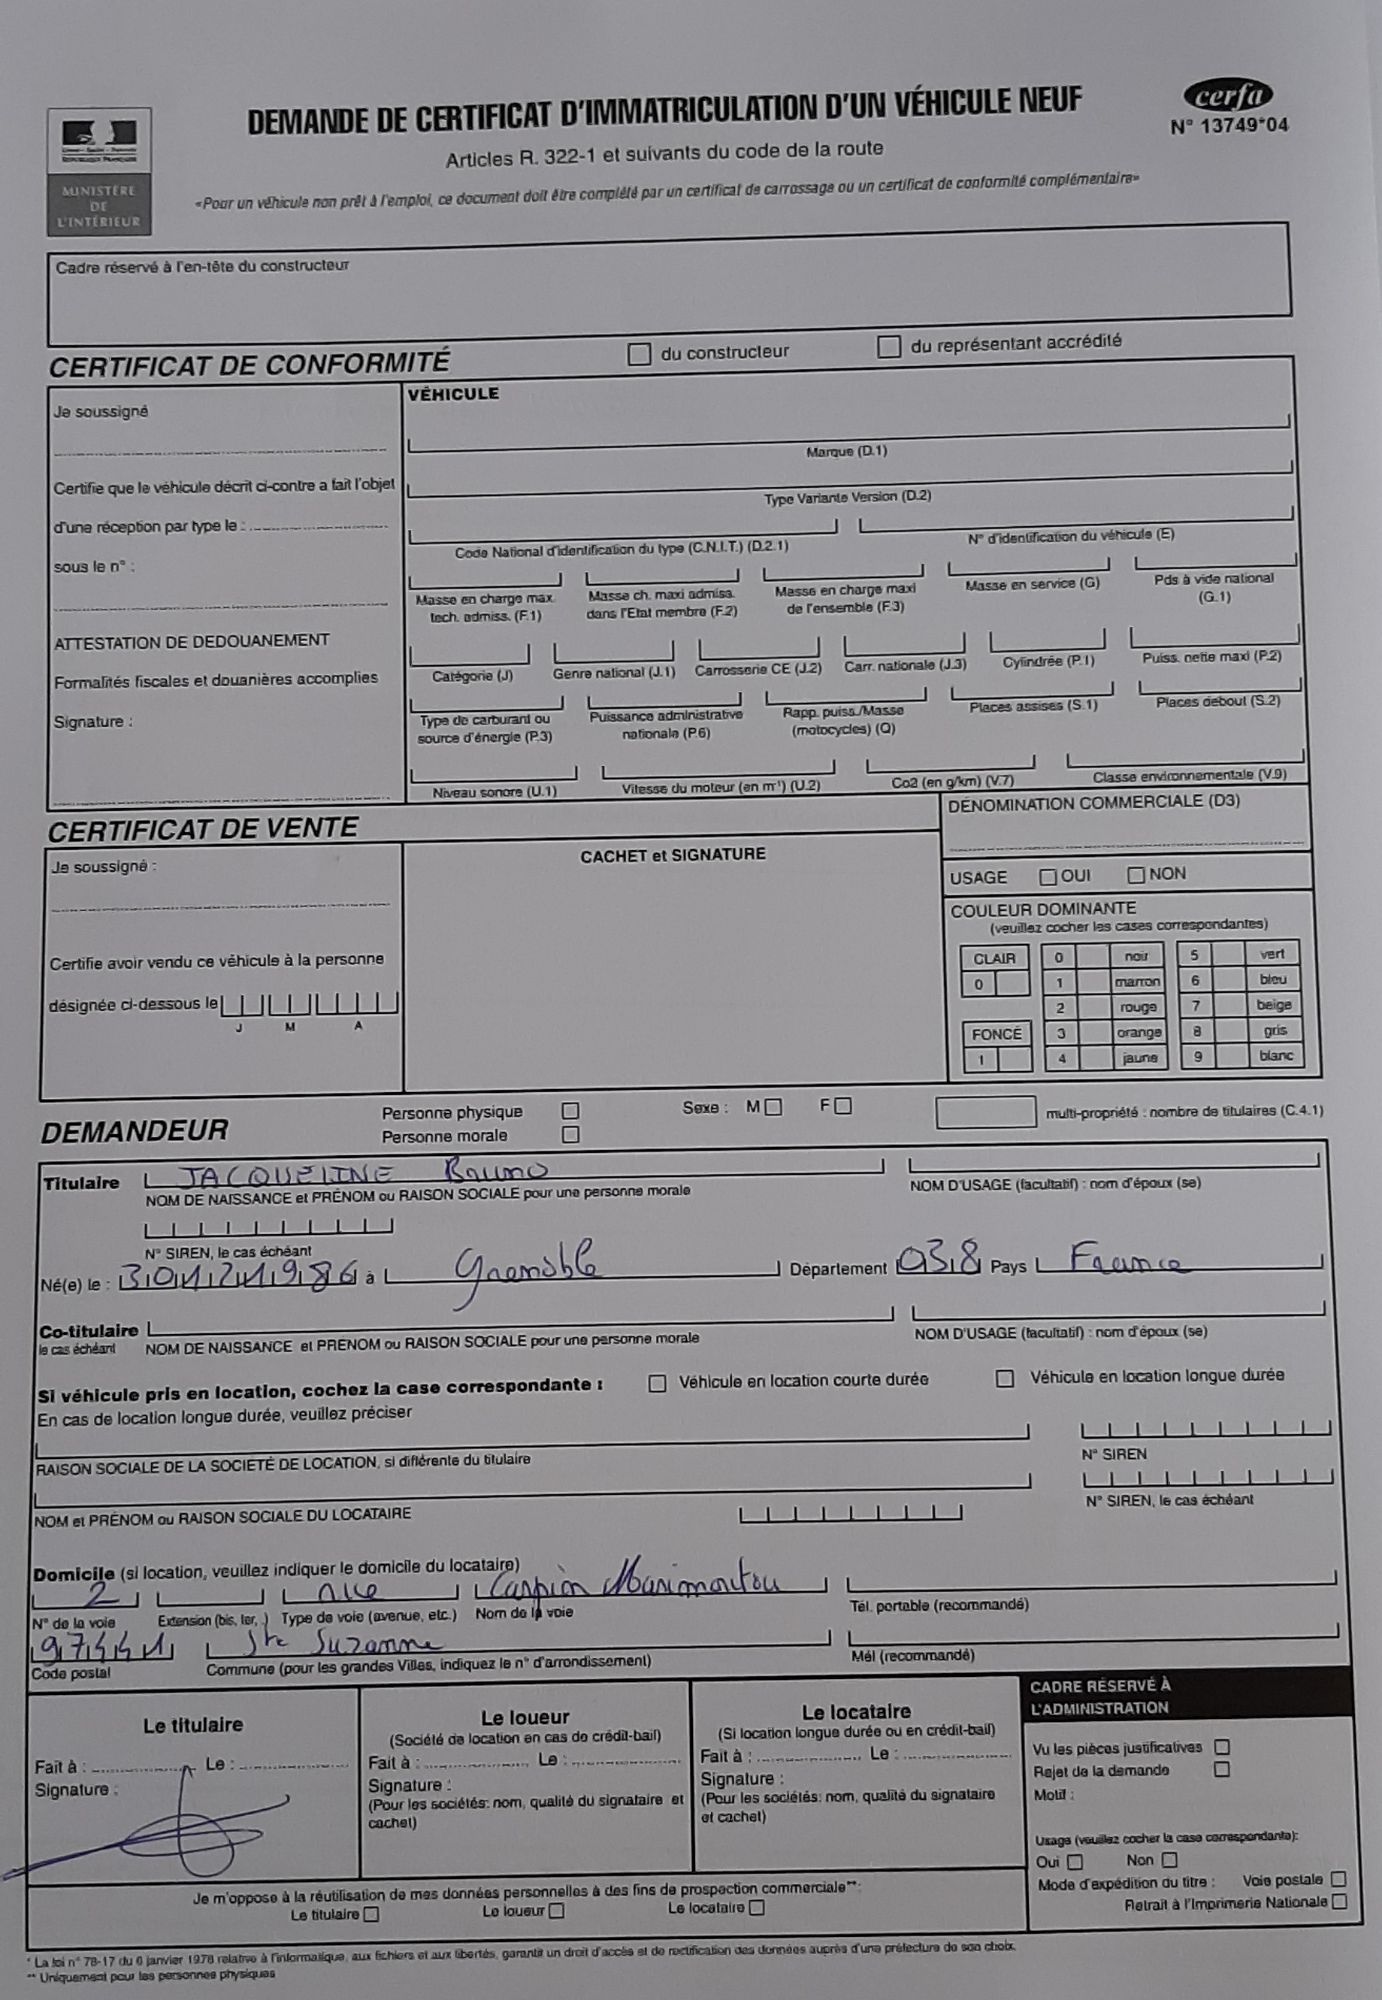 DEMANDE DE CERTIFICAT D'IMMATRICULATION D'UN VÉHICULE NEUF
cerfa
N° 13749*04
Articles R. 322-1 et suivants du code de la route
«Pour un véhicule non prêt à l'emploi, ce document doit être complété par un certificat de carrossage ou un certificat de conformité complémentaire»
MINISTÈRE
DE
L'INTÉRIEUR
Cadre réservé à l'en-tête du constructeur
CERTIFICAT DE CONFORMITÉ
du constructeur
du représentant accrédité
Je soussigné
VÉHICULE
Marque (D.1)
Certifie que le véhicule décrit ci-contre a fait l'objet
Type Variante Version (D.2)
d'une réception par type le :
Code National d'identification du type (C.N.I.T.) (D.2.1)
N° d'identification du véhicule (E)
sous le n° :
Masse en charge max. tech. admiss. (F.1)
Masse ch. maxi admiss. dans l'Etat membre (F.2)
Masse en charge maxi de l'ensemble (F.3)
Masse en service (G)
Pds à vide national (G.1)
ATTESTATION DE DEDOUANEMENT
Catégorie (J)
Genre national (J.1)
Carrosserie CE (J.2)
Carr. nationale (J.3)
Cylindrée (P.1)
Puiss. nette maxi (P.2)
Formalités fiscales et douanières accomplies
Signature :
Type de carburant ou source d'énergie (P.3)
Puissance administrative nationale (P.6)
Rapp. puiss./Masse (motocycles) (Q)
Places assises (S.1)
Places debout (S.2)
Niveau sonore (U.1)
Vitesse du moteur (en m⁻¹) (U.2)
Co2 (en g/km) (V.7)
Classe environnementale (V.9)
CERTIFICAT DE VENTE
DÉNOMINATION COMMERCIALE (D3)
Je soussigné :
CACHET et SIGNATURE
USAGE OUI NON
COULEUR DOMINANTE
(veuillez cocher les cases correspondantes)
Certifie avoir vendu ce véhicule à la personne
désignée ci-dessous le
J M A
CLAIR 0 noir 5 vert
0 1 marron 6 bleu
2 rouge 7 beige
FONCÉ 3 orange 8 gris
1 4 jaune 9 blanc
DEMANDEUR
Personne physique
Personne morale
Sexe : M F
multi-propriété : nombre de titulaires (C.4.1)
Titulaire JACQUELINE Bruno
NOM DE NAISSANCE et PRÉNOM ou RAISON SOCIALE pour une personne morale
NOM D'USAGE (facultatif) : nom d'époux (se)
N° SIREN, le cas échéant
Né(e) le : 30121986 à Grenoble Département 038 Pays France
Co-titulaire
le cas échéant
NOM DE NAISSANCE et PRÉNOM ou RAISON SOCIALE pour une personne morale
NOM D'USAGE (facultatif) : nom d'époux (se)
Si véhicule pris en location, cochez la case correspondante :
Véhicule en location courte durée
Véhicule en location longue durée
En cas de location longue durée, veuillez préciser
RAISON SOCIALE DE LA SOCIÉTÉ DE LOCATION, si différente du titulaire
N° SIREN
NOM et PRÉNOM ou RAISON SOCIALE DU LOCATAIRE
N° SIREN, le cas échéant
Domicile (si location, veuillez indiquer le domicile du locataire)
2 rue Marimoutou
N° de la voie
Extension (bis, ter, .)
Type de voie (avenue, etc.)
Nom de la voie
Tél. portable (recommandé)
97441 Ste Suzanne
Code postal
Commune (pour les grandes Villes, indiquez le n° d'arrondissement)
Mél (recommandé)
Le titulaire
Fait à : Le :
Signature :
Le loueur
(Société de location en cas de crédit-bail)
Fait à : Le :
Signature :
(Pour les sociétés: nom, qualité du signataire et cachet)
Le locataire
(Si location longue durée ou en crédit-bail)
Fait à : Le :
Signature :
(Pour les sociétés: nom, qualité du signataire et cachet)
CADRE RÉSERVÉ À
L'ADMINISTRATION
Vu les pièces justificatives
Rejet de la demande
Motif :
Usage (veuillez cocher la case correspondante):
Oui Non
Mode d'expédition du titre : Voie postale
Retrait à l'Imprimerie Nationale
Je m'oppose à la réutilisation de mes données personnelles à des fins de prospection commerciale**:
Le titulaire Le loueur Le locataire
* La loi n° 78-17 du 6 janvier 1978 relative à l'informatique, aux fichiers et aux libertés, garantit un droit d'accès et de rectification des données auprès d'une préfecture de son choix.
** Uniquement pour les personnes physiques